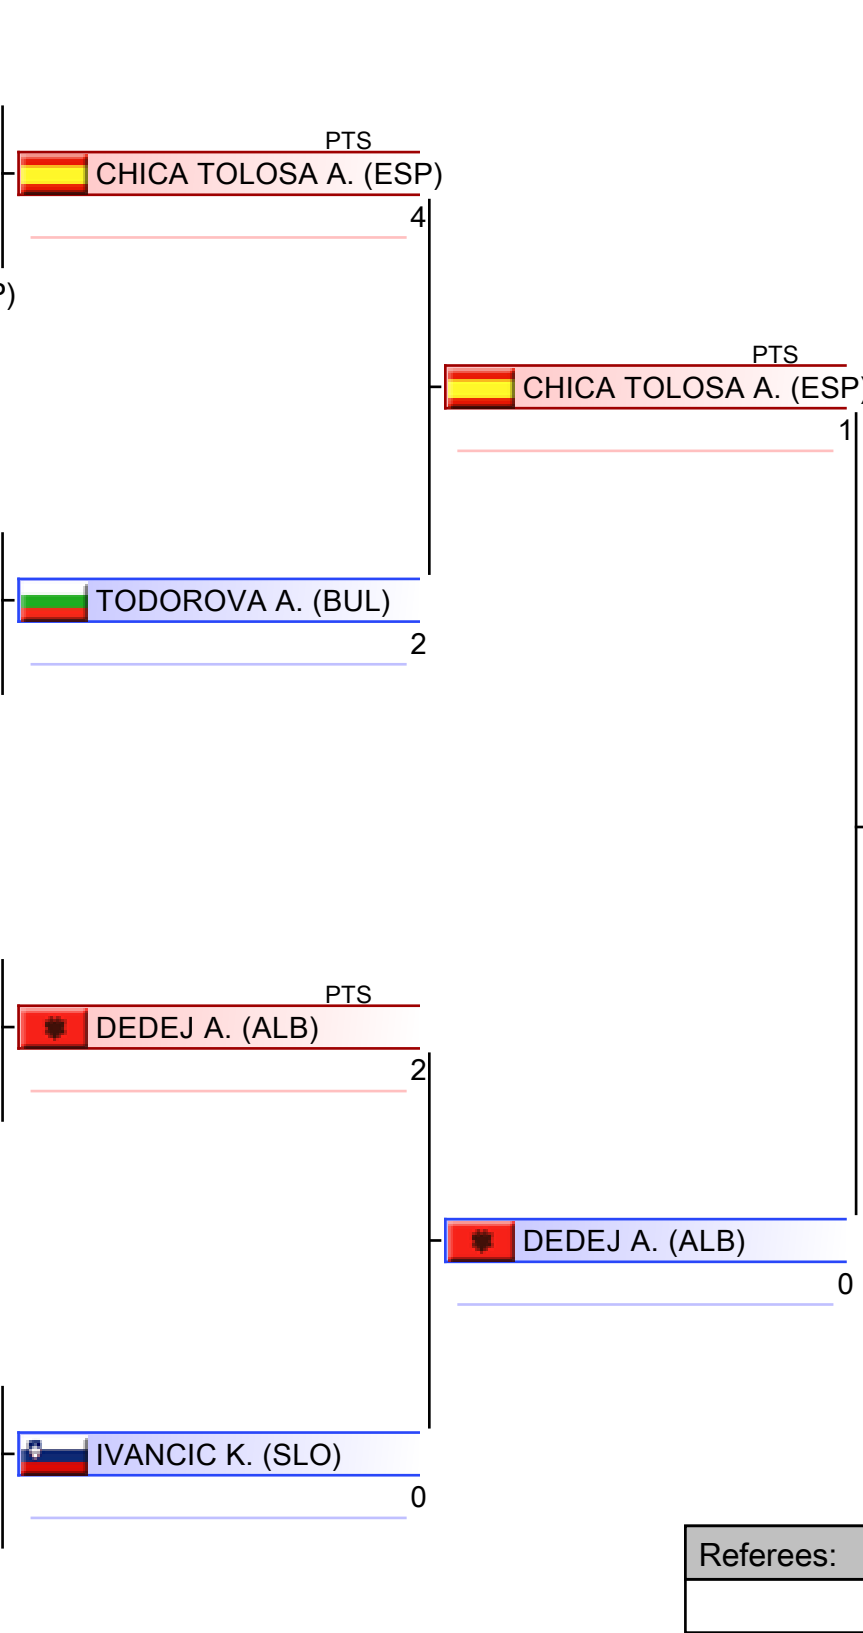 PTS
CHICA TOLOSA A. (ESP)
4
P)
PTS
CHICA TOLOSA A. (ESP)
1
TODOROVA A. (BUL)
2
PTS
DEDEJ A. (ALB)
2
DEDEJ A. (ALB)
0
IVANCIC K. (SLO)
0
Referees: